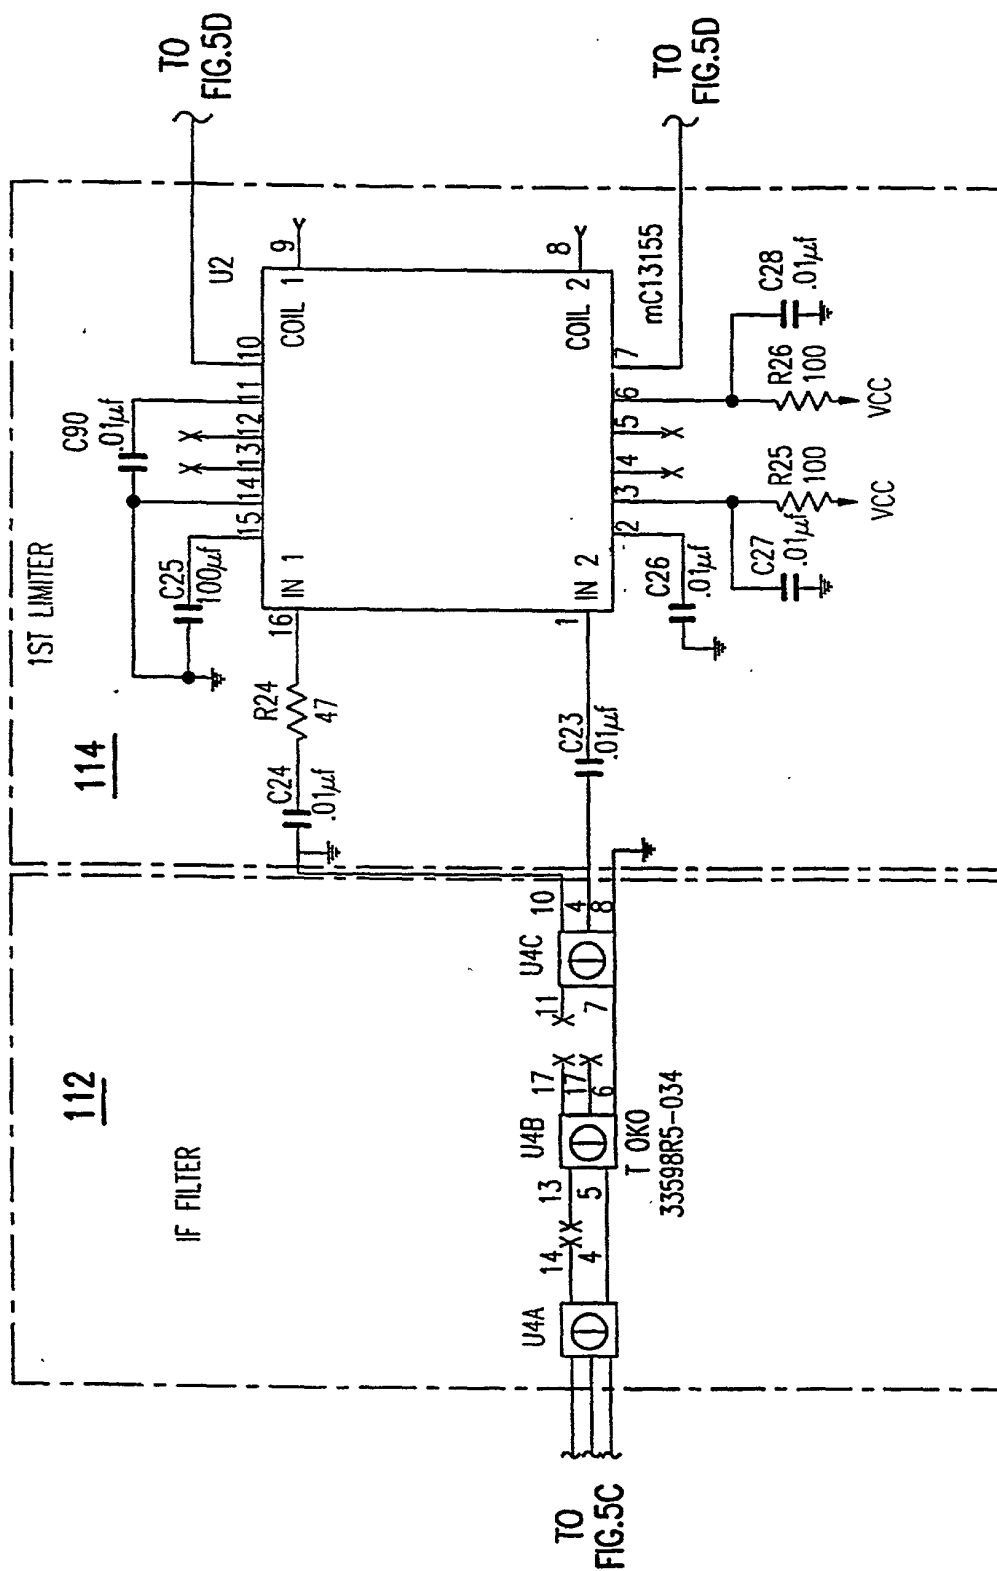 TO
FIG.5C
112
IF FILTER
U4A
14
4
13
5
U4B
17
17
6
T OKO
33598R5-034
11
7
U4C
10
4
8
114
1ST LIMITER
C24
.01µf
R24
47
C23
.01µf
16
1
IN 1
IN 2
C25
100µf
C90
.01µf
15
14
13
12
11
10
U2
COIL 1
9
COIL 2
8
mC13155
2
3
4
5
6
7
C26
.01µf
C27
.01µf
R25
100
VCC
R26
100
VCC
C28
.01µf
TO
FIG.5D
TO
FIG.5D